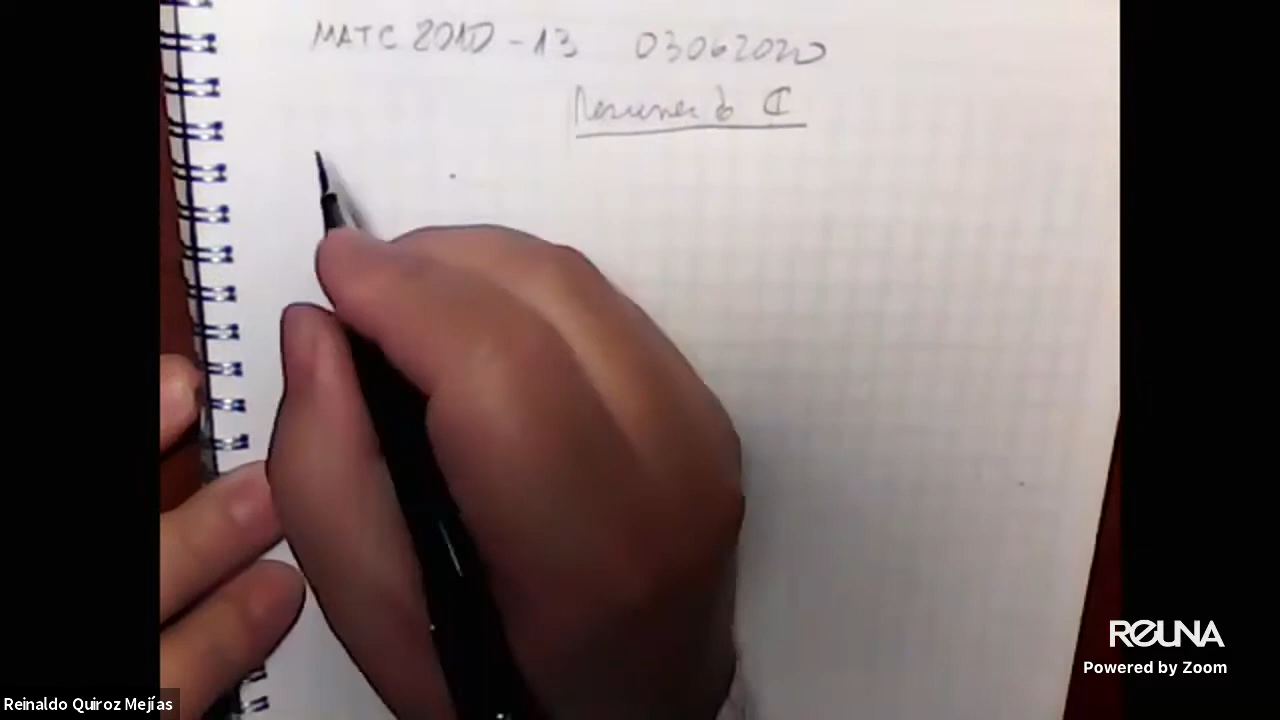 MATC 2010 - 13 03062020
Resumen de ℂ
REUNA
Powered by Zoom
Reinaldo Quiroz Mejías